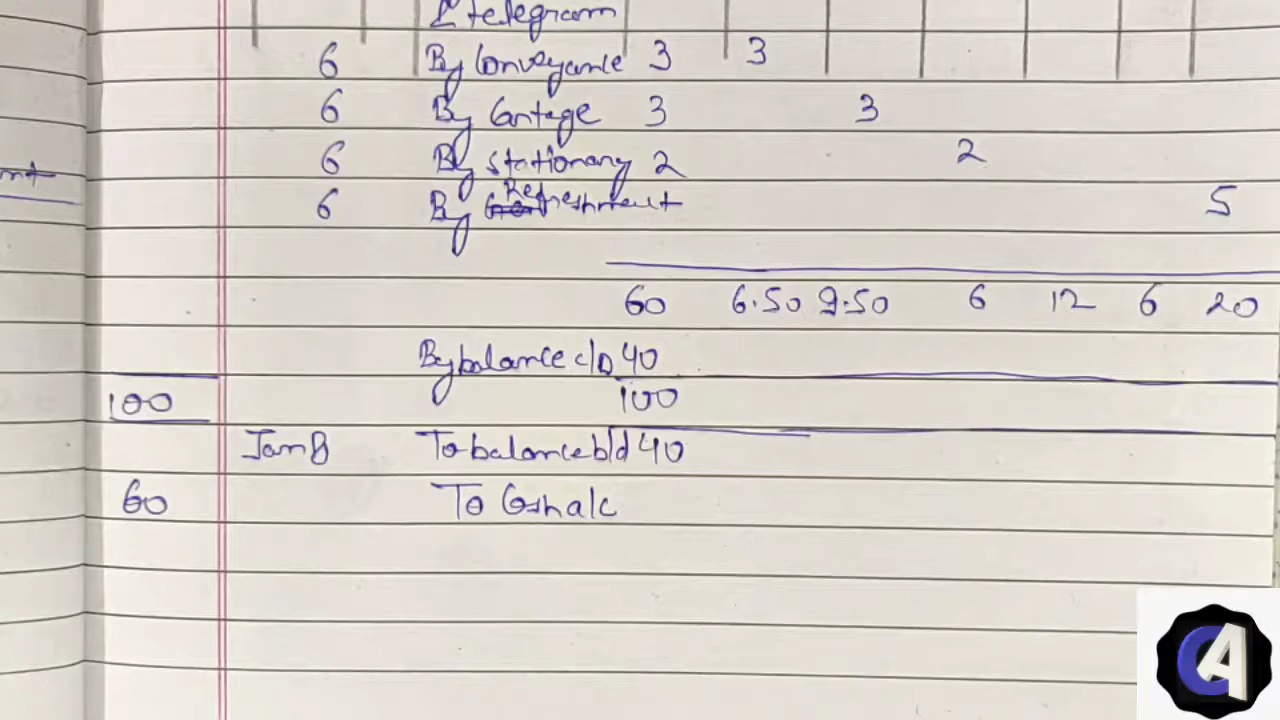 & telegram
6 By Conveyance 3 3
6 By Cartage 3 3
6 By Stationary 2 2
6 By Refreshment 5
60 6.50 9.50 6 12 6 20
By balance c/D 40
100 100
Jan 8 To balance b/d 40
60 To Cash a/c
CA